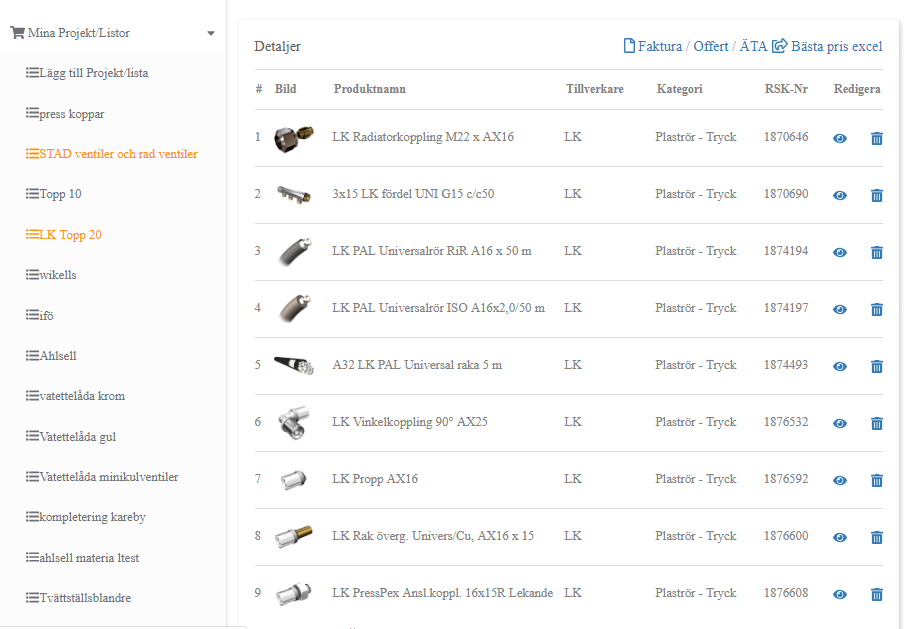 Mina Projekt/Listor
Lägg till Projekt/lista
press koppar
STAD ventiler och rad ventiler
Topp 10
LK Topp 20
wikells
ifö
Ahlsell
vatettelåda krom
Vatettelåda gul
Vatettelåda minikulventiler
kompletering kareby
ahlsell materia ltest
Tvättställsblandre
Detaljer Faktura / Offert / ÄTA Bästa pris excel
# Bild Produktnamn Tillverkare Kategori RSK-Nr Redigera
1 LK Radiatorkoppling M22 x AX16 LK Plaströr - Tryck 1870646
2 3x15 LK fördel UNI G15 c/c50 LK Plaströr - Tryck 1870690
3 LK PAL Universalrör RiR A16 x 50 m LK Plaströr - Tryck 1874194
4 LK PAL Universalrör ISO A16x2,0/50 m LK Plaströr - Tryck 1874197
5 A32 LK PAL Universal raka 5 m LK Plaströr - Tryck 1874493
6 LK Vinkelkoppling 90° AX25 LK Plaströr - Tryck 1876532
7 LK Propp AX16 LK Plaströr - Tryck 1876592
8 LK Rak överg. Univers/Cu, AX16 x 15 LK Plaströr - Tryck 1876600
9 LK PressPex Ansl.koppl. 16x15R Lekande LK Plaströr - Tryck 1876608